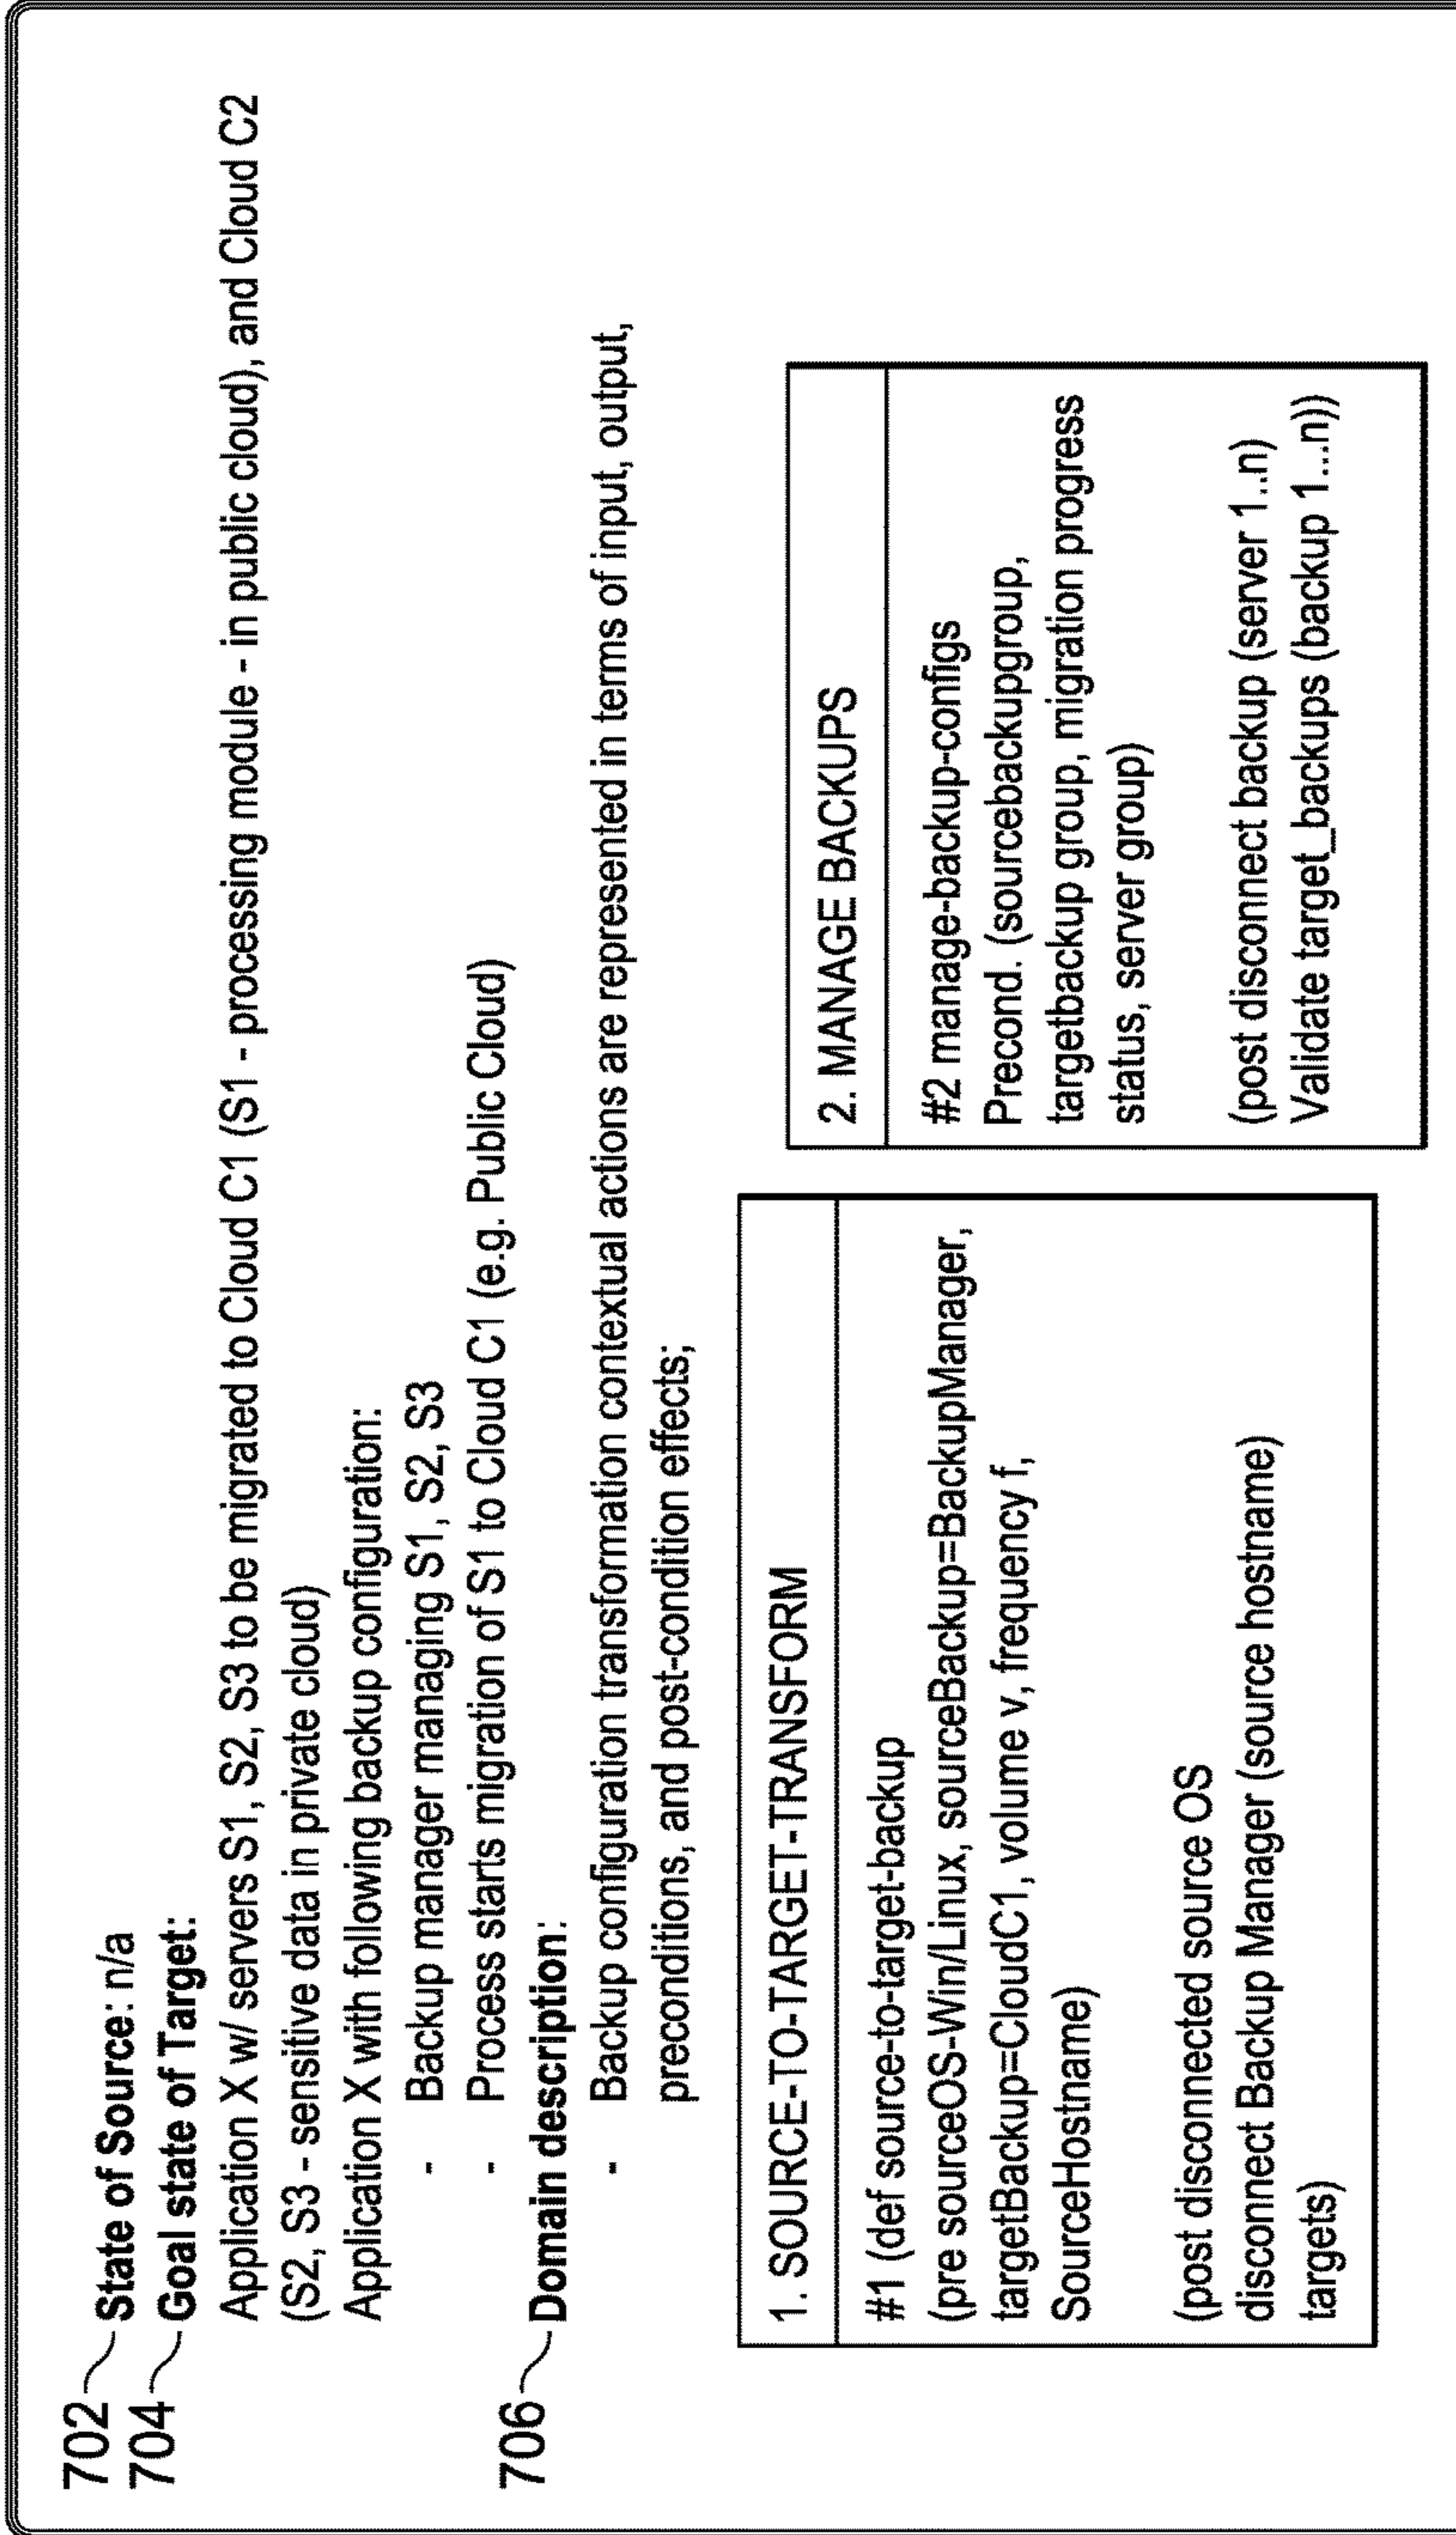 702 State of Source: n/a
704 Goal state of Target:
Application X w/ servers S1, S2, S3 to be migrated to Cloud C1 (S1 - processing module - in public cloud), and Cloud C2
(S2, S3 - sensitive data in private cloud)
Application X with following backup configuration:
- Backup manager managing S1, S2, S3
- Process starts migration of S1 to Cloud C1 (e.g. Public Cloud)
706 Domain description:
- Backup configuration transformation contextual actions are represented in terms of input, output,
preconditions, and post-condition effects;
1. SOURCE-TO-TARGET-TRANSFORM
#1 (def source-to-target-back
(pre sourceOS-Win/Linux, sourceBackup=BackupManager,
targetBackup=CloudC1, volume v, frequency f,
SourceHostname)
(post disconnected source OS
disconnect Backup Manager (source hostname)
targets)
2. MANAGE BACKUPS
#2 manage-backup-configs
Precond. (sourcebackupgroup,
targetbackup group, migration progress
status, server group)
(post disconnect backup (server 1..n)
Validate target_backups (backup 1...n))